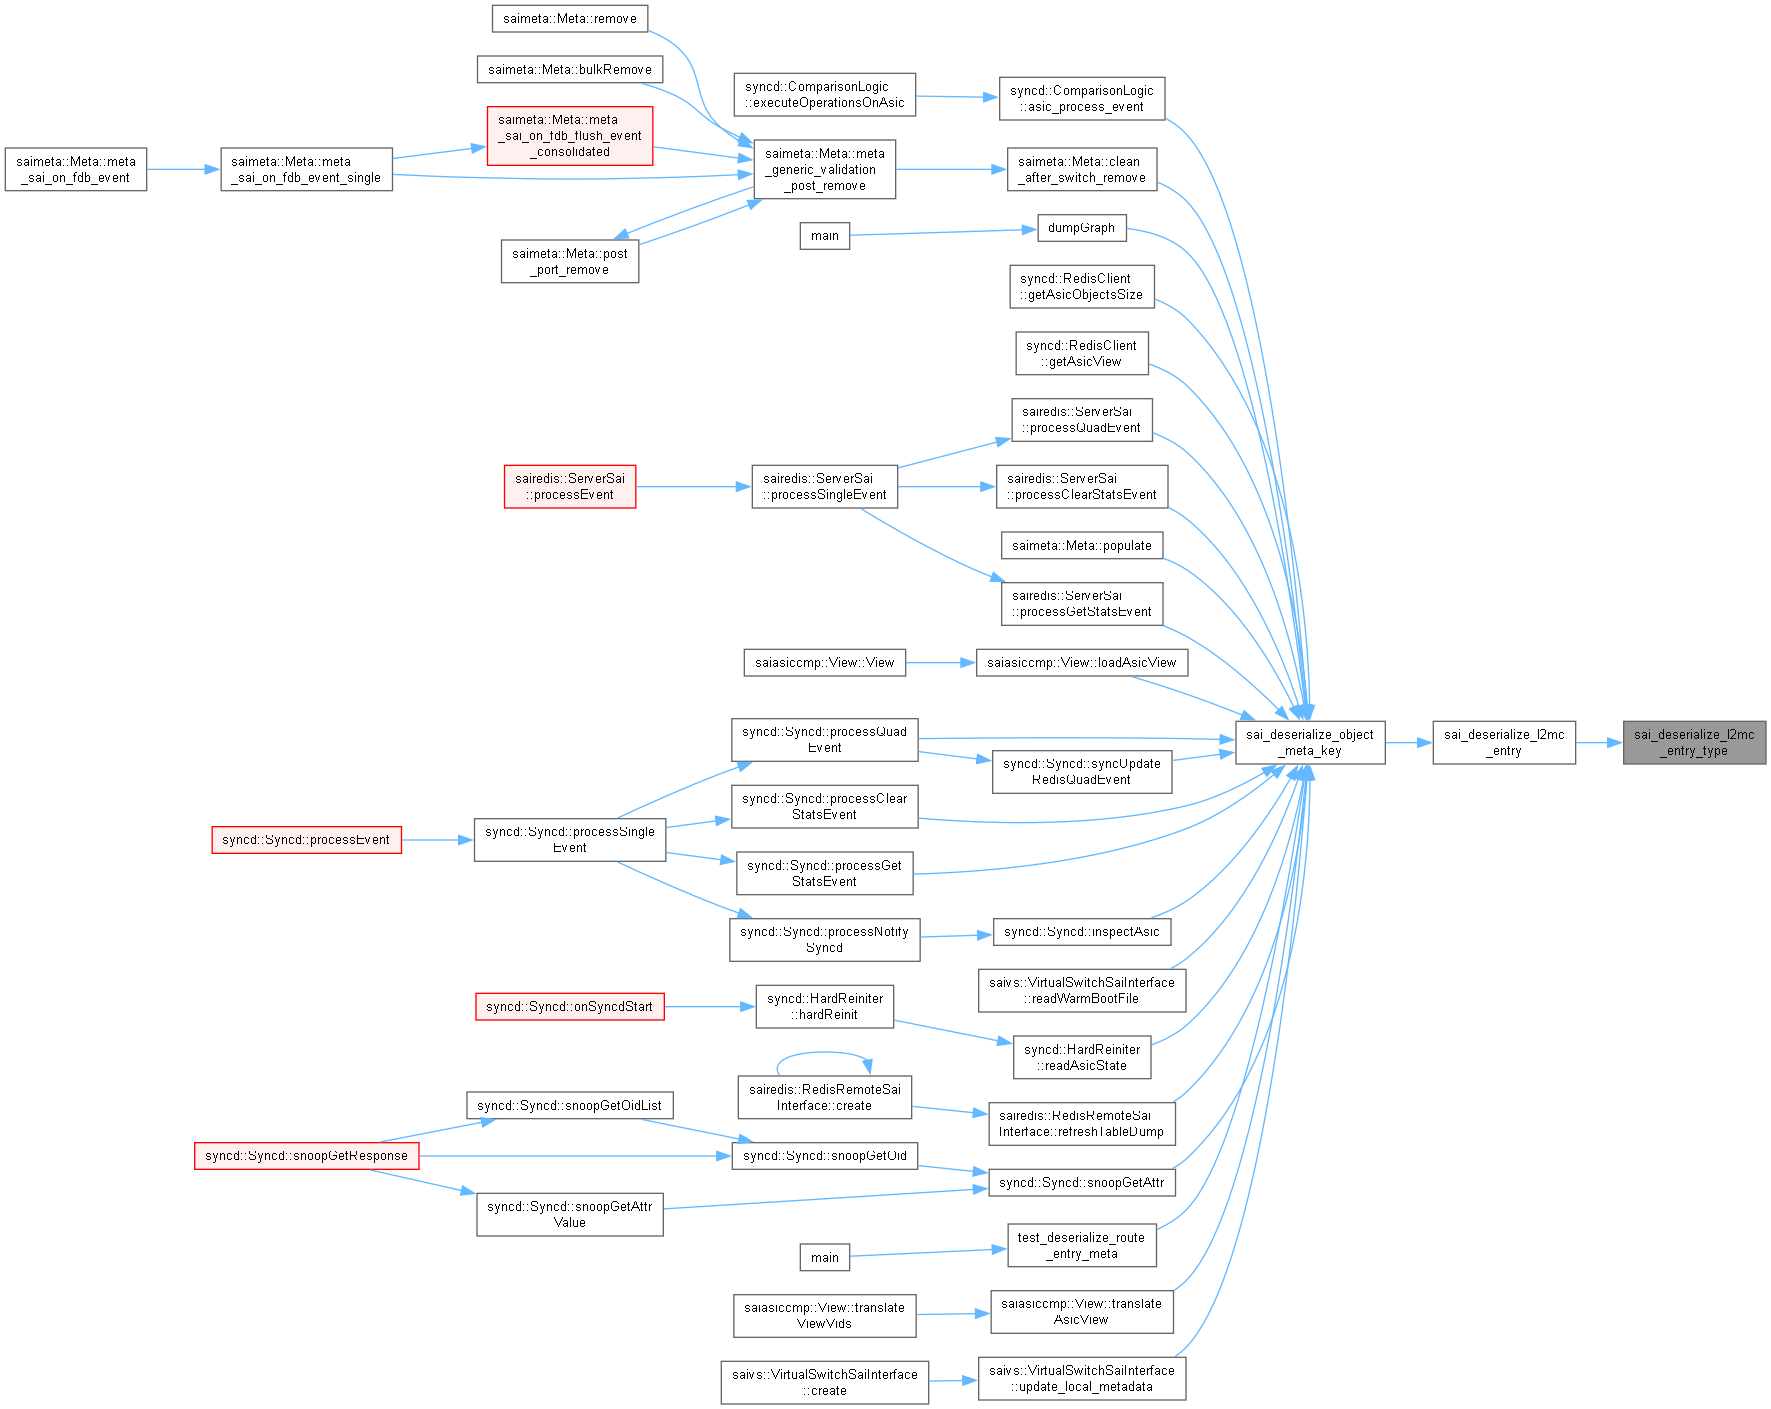 saimeta::Meta::remove
saimeta::Meta::bulkRemove
syncd::ComparisonLogic
::executeOperationsOnAsic
syncd::ComparisonLogic
::asic_process_event
saimeta::Meta::meta
_sai_on_fdb_flush_event
_consolidated
saimeta::Meta::meta
_sai_on_fdb_event
saimeta::Meta::meta
_sai_on_fdb_event_single
saimeta::Meta::meta
_generic_validation
_post_remove
saimeta::Meta::clean
_after_switch_remove
main
dumpGraph
saimeta::Meta::post
_port_remove
syncd::RedisClient
::getAsicObjectsSize
syncd::RedisClient
::getAsicView
sairedis::ServerSai
::processQuadEvent
sairedis::ServerSai
::processEvent
sairedis::ServerSai
::processSingleEvent
sairedis::ServerSai
::processClearStatsEvent
saimeta::Meta::populate
sairedis::ServerSai
::processGetStatsEvent
saiasiccmp::View::View
saiasiccmp::View::loadAsicView
syncd::Syncd::processQuad
Event
sai_deserialize_object
_meta_key
sai_deserialize_l2mc
_entry
sai_deserialize_l2mc
_entry_type
syncd::Syncd::syncUpdate
RedisQuadEvent
syncd::Syncd::processClear
StatsEvent
syncd::Syncd::processEvent
syncd::Syncd::processSingle
Event
syncd::Syncd::processGet
StatsEvent
syncd::Syncd::processNotify
Syncd
syncd::Syncd::inspectAsic
saivs::VirtualSwitchSaiInterface
::readWarmBootFile
syncd::Syncd::onSyncdStart
syncd::HardReiniter
::hardReinit
syncd::HardReiniter
::readAsicState
sairedis::RedisRemoteSai
Interface::create
syncd::Syncd::snoopGetOidList
sairedis::RedisRemoteSai
Interface::refreshTableDump
syncd::Syncd::snoopGetResponse
syncd::Syncd::snoopGetOid
syncd::Syncd::snoopGetAttr
syncd::Syncd::snoopGetAttr
Value
main
test_deserialize_route
_entry_meta
saiasiccmp::View::translate
ViewVids
saiasiccmp::View::translate
AsicView
saivs::VirtualSwitchSaiInterface
::create
saivs::VirtualSwitchSaiInterface
::update_local_metadata